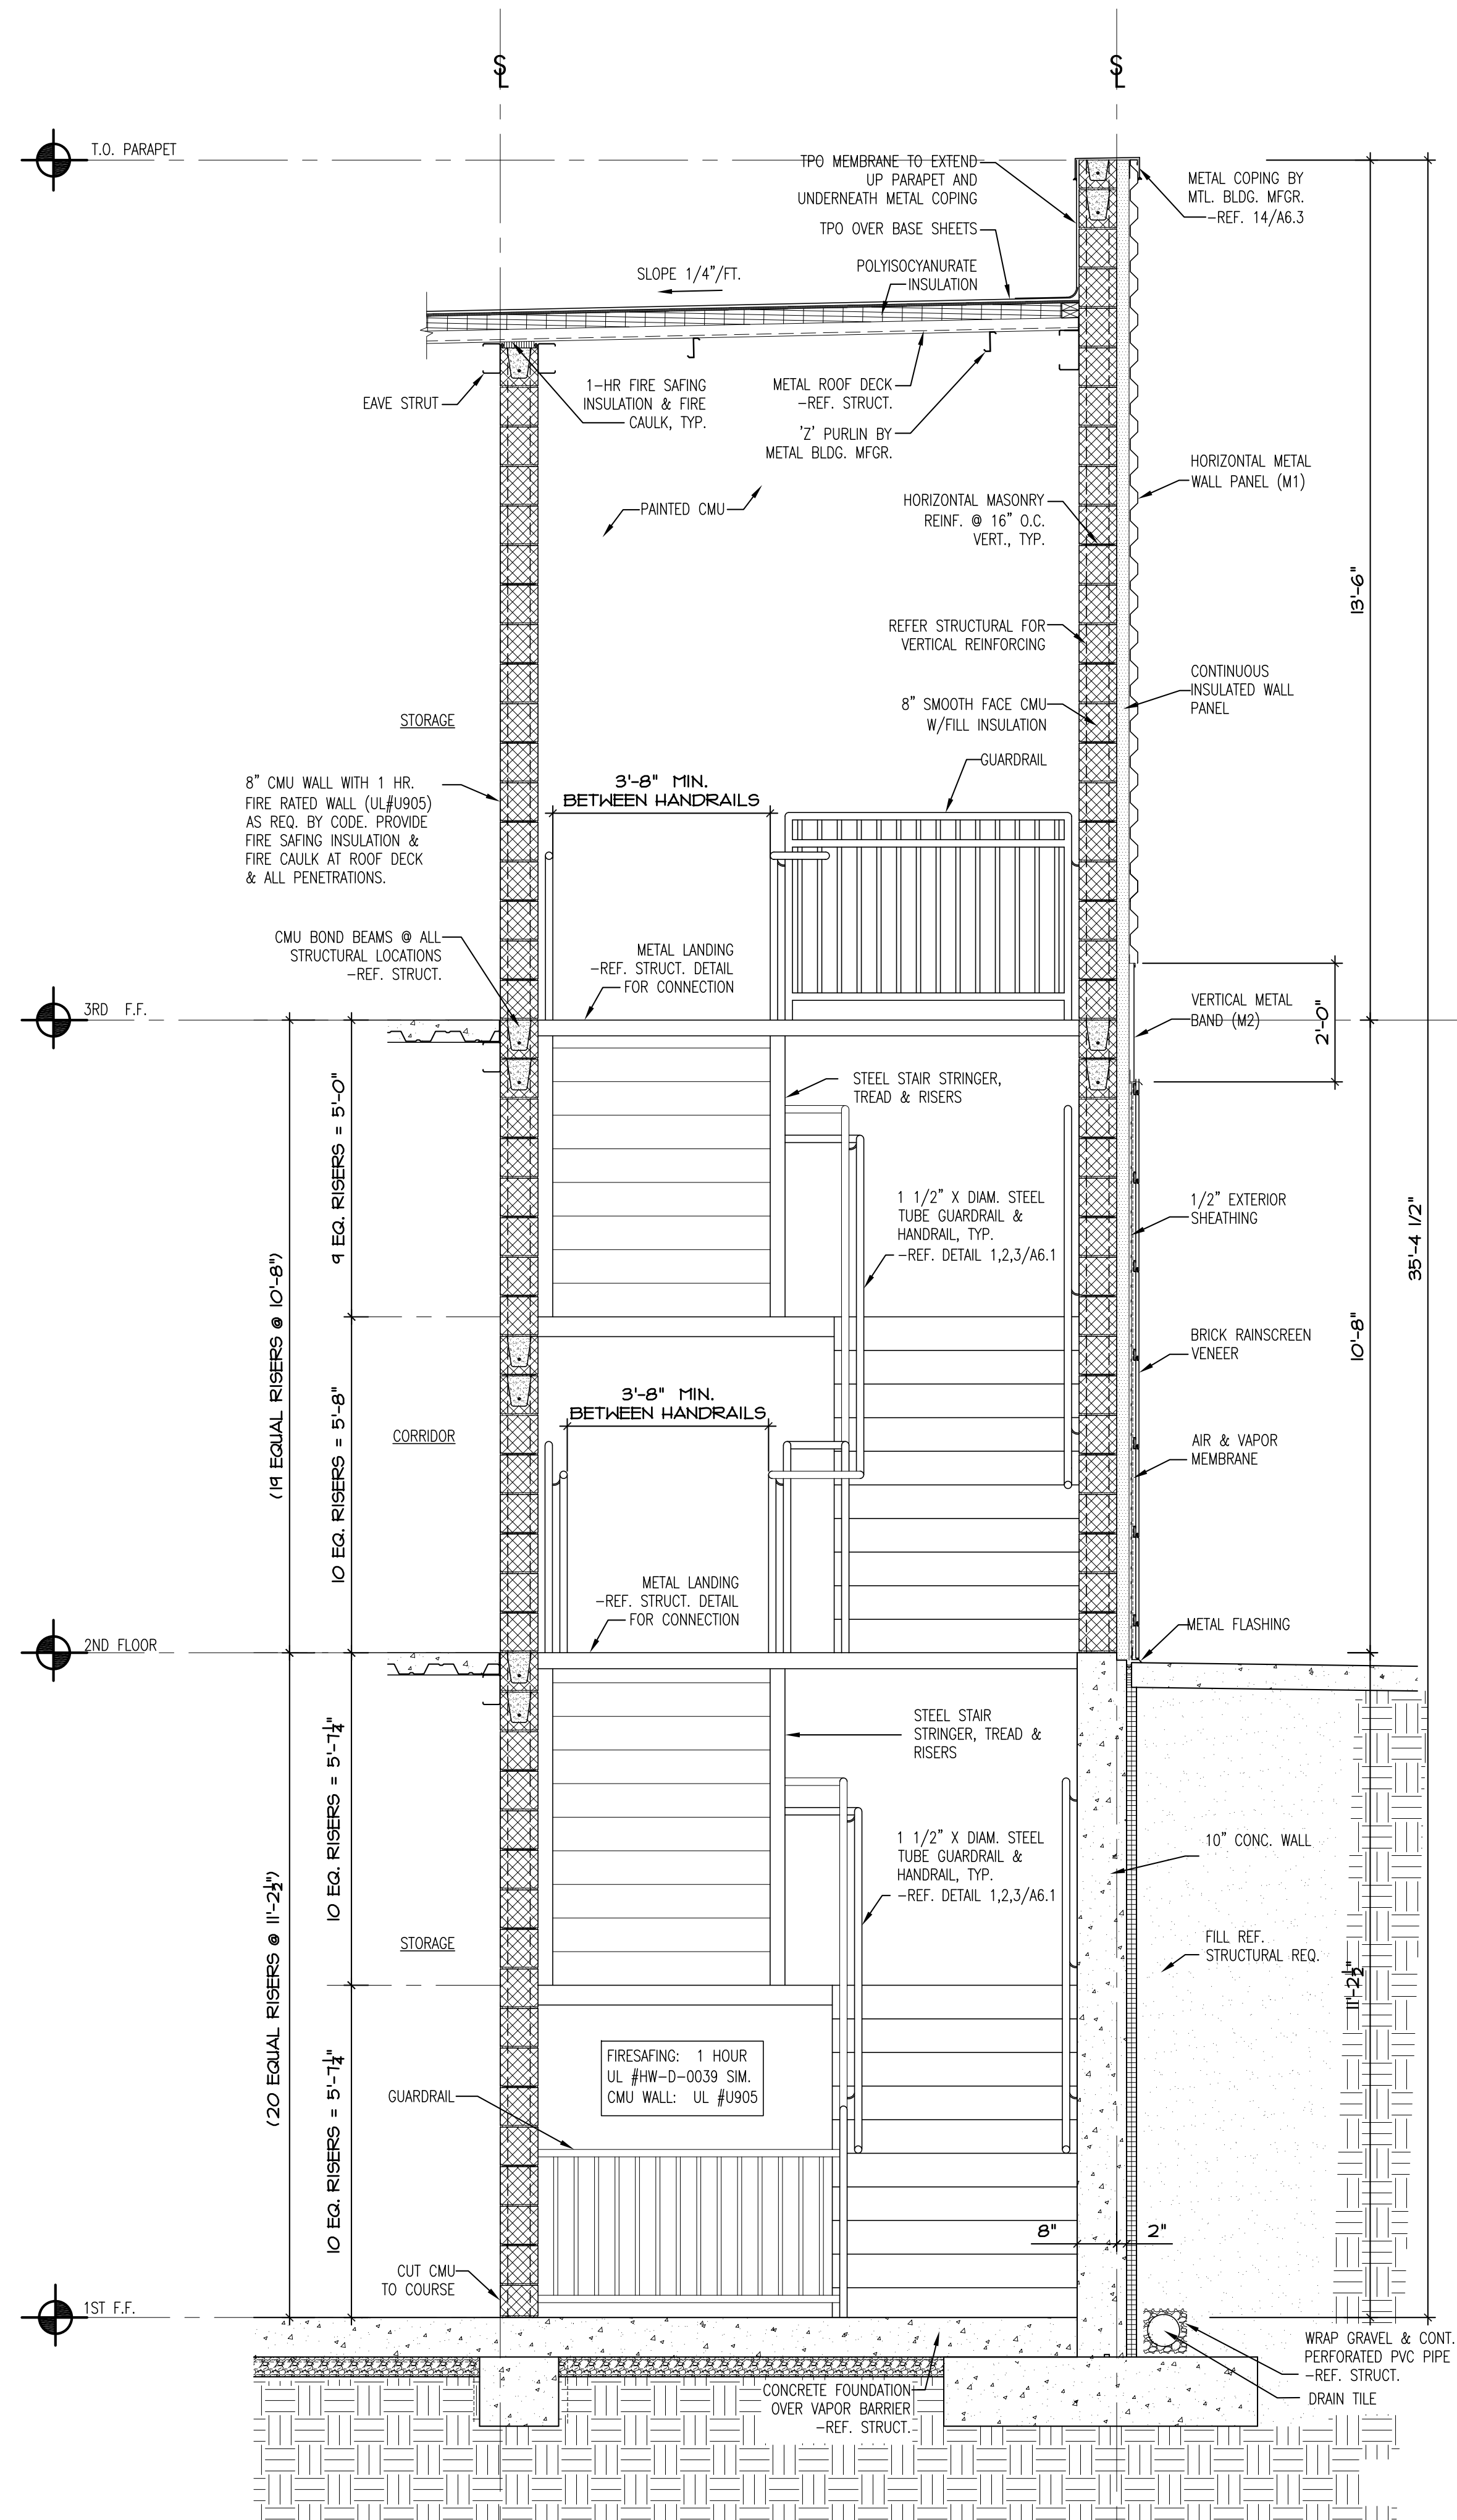 SL
SL
T.O. PARAPET
TPO MEMBRANE TO EXTEND
UP PARAPET AND
UNDERNEATH METAL COPING
METAL COPING BY
MTL. BLDG. MFGR.
-REF. 14/A6.3
TPO OVER BASE SHEETS
POLYISOCYANURATE
INSULATION
SLOPE 1/4"/FT.
EAVE STRUT
1-HR FIRE SAFING
INSULATION & FIRE
CAULK, TYP.
METAL ROOF DECK
-REF. STRUCT.
'Z' PURLIN BY
METAL BLDG. MFGR.
HORIZONTAL METAL
WALL PANEL (M1)
PAINTED CMU
HORIZONTAL MASONRY
REINF. @ 16" O.C.
VERT., TYP.
13'-6"
REFER STRUCTURAL FOR
VERTICAL REINFORCING
CONTINUOUS
INSULATED WALL
PANEL
8" SMOOTH FACE CMU
W/FILL INSULATION
STORAGE
GUARDRAIL
8" CMU WALL WITH 1 HR.
FIRE RATED WALL (UL#U905)
AS REQ. BY CODE. PROVIDE
FIRE SAFING INSULATION &
FIRE CAULK AT ROOF DECK
& ALL PENETRATIONS.
3'-8" MIN.
BETWEEN HANDRAILS
CMU BOND BEAMS @ ALL
STRUCTURAL LOCATIONS
-REF. STRUCT.
METAL LANDING
-REF. STRUCT. DETAIL
FOR CONNECTION
3RD F.F.
VERTICAL METAL
BAND (M2)
2'-0"
STEEL STAIR STRINGER,
TREAD & RISERS
9 EQ. RISERS = 5'-0"
1 1/2" X DIAM. STEEL
TUBE GUARDRAIL &
HANDRAIL, TYP.
-REF. DETAIL 1,2,3/A6.1
1/2" EXTERIOR
SHEATHING
35'-4 1/2"
(19 EQUAL RISERS @ 10'-8")
10'-8"
BRICK RAINSCREEN
VENEER
3'-8" MIN.
BETWEEN HANDRAILS
10 EQ. RISERS = 5'-8"
CORRIDOR
AIR & VAPOR
MEMBRANE
METAL LANDING
-REF. STRUCT. DETAIL
FOR CONNECTION
METAL FLASHING
2ND FLOOR
STEEL STAIR
STRINGER, TREAD &
RISERS
10 EQ. RISERS = 5'-7¼"
1 1/2" X DIAM. STEEL
TUBE GUARDRAIL &
HANDRAIL, TYP.
-REF. DETAIL 1,2,3/A6.1
10" CONC. WALL
(20 EQUAL RISERS @ 11'-2½")
STORAGE
FILL REF.
STRUCTURAL REQ.
11'-2½"
FIRESAFING: 1 HOUR
UL #HW-D-0039 SIM.
CMU WALL: UL #U905
GUARDRAIL
10 EQ. RISERS = 5'-7¼"
8"
2"
CUT CMU
TO COURSE
1ST F.F.
WRAP GRAVEL & CONT.
PERFORATED PVC PIPE
-REF. STRUCT.
DRAIN TILE
CONCRETE FOUNDATION
OVER VAPOR BARRIER
-REF. STRUCT.